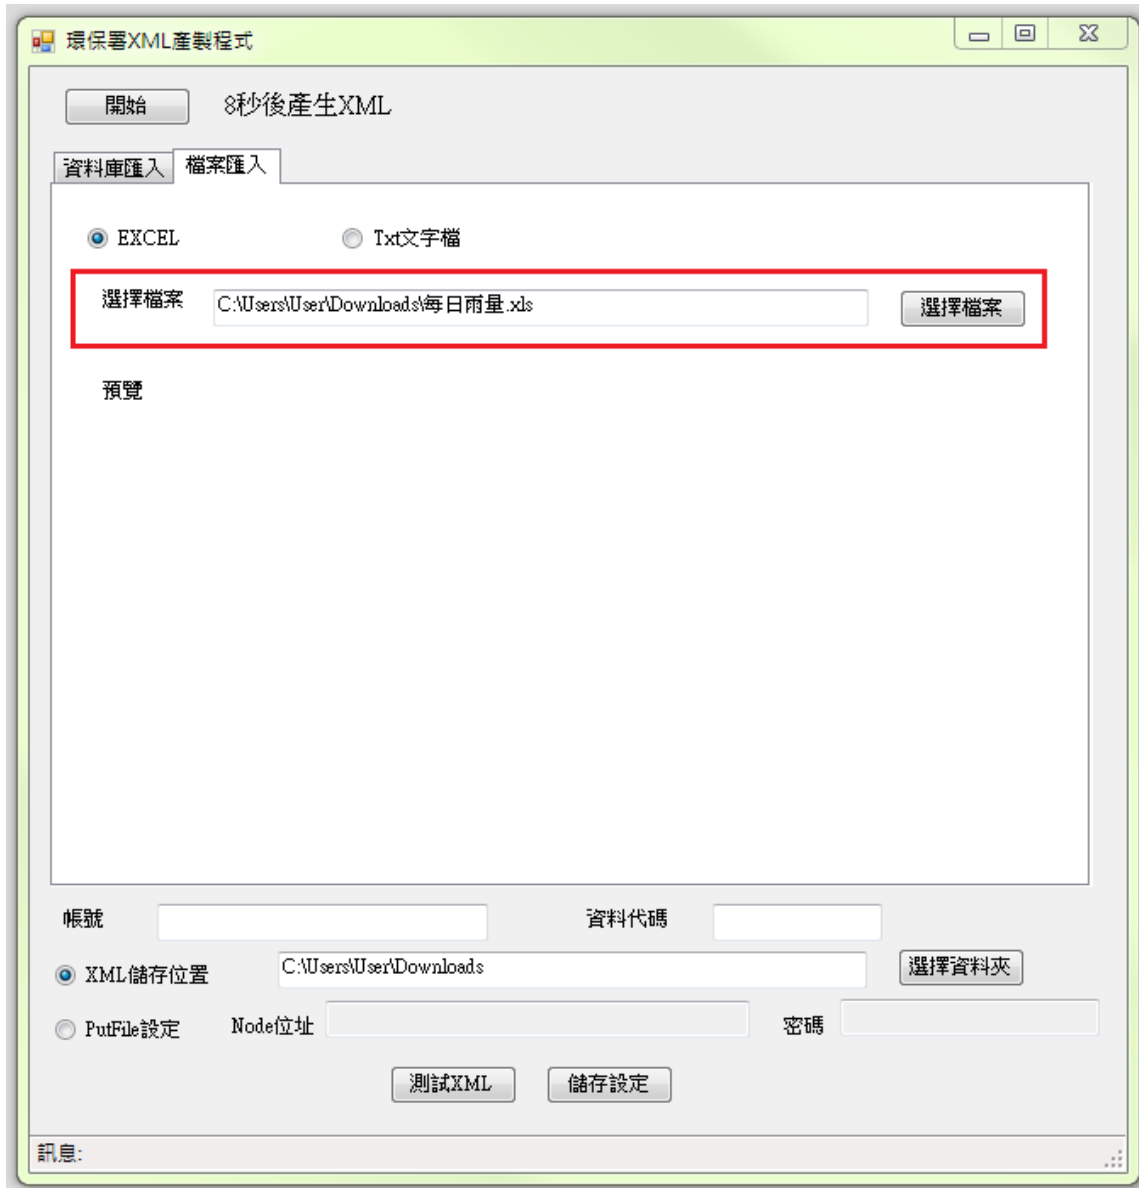 環保署XML產製程式
開始 8秒後產生XML
資料庫匯入 檔案匯入
EXCEL Txt文字檔
選擇檔案 C:\Users\User\Downloads\每日雨量.xls 選擇檔案
預覽
帳號 資料代碼
XML儲存位置 C:\Users\User\Downloads 選擇資料夾
PutFile設定 Node位址 密碼
測試XML 儲存設定
訊息: